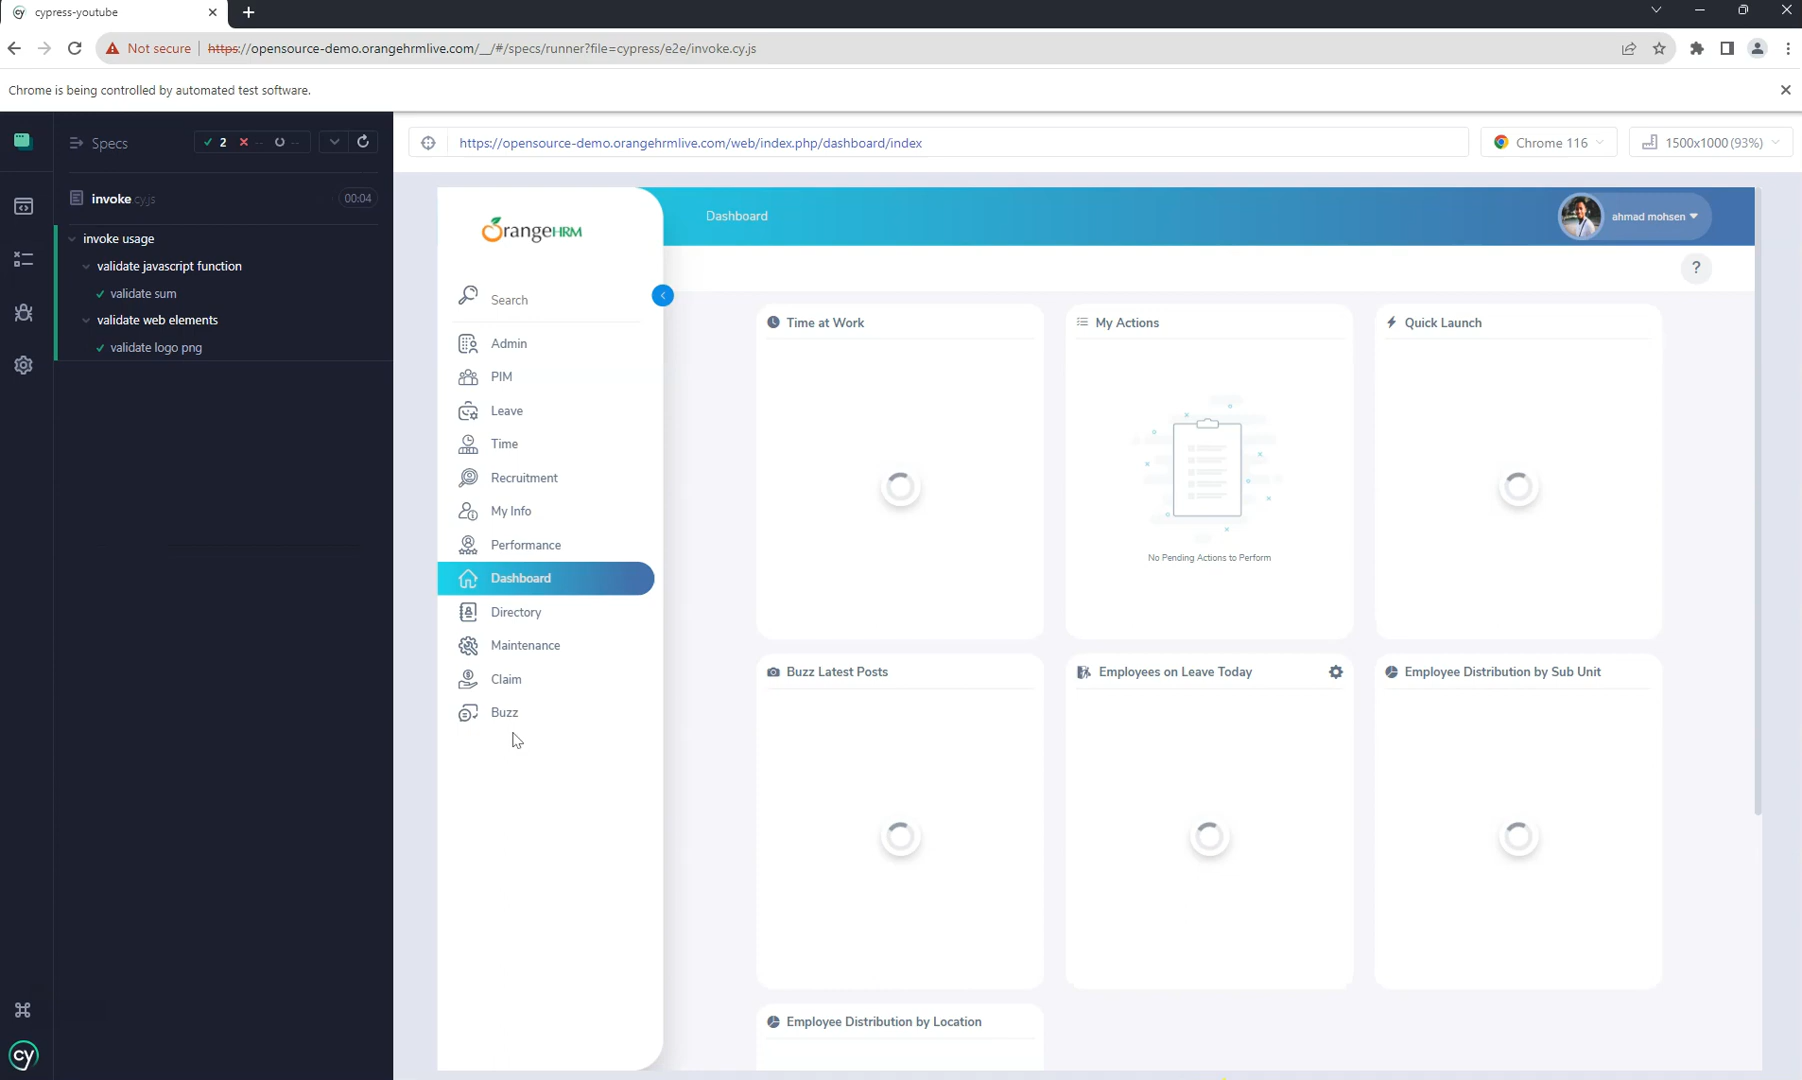 cypress-youtube
Not secure
https://opensource-demo.orangehrmlive.com/__/#/specs/runner?file=cypress/e2e/invoke.cy.js
Chrome is being controlled by automated test software.
Specs
2
--
--
https://opensource-demo.orangehrmlive.com/web/index.php/dashboard/index
Chrome 116
1500x1000 (93%)
invoke cy.js
00:04
invoke usage
validate javascript function
validate sum
validate web elements
validate logo png
cy
OrangeHRM
Search
Admin
PIM
Leave
Time
Recruitment
My Info
Performance
Dashboard
Directory
Maintenance
Claim
Buzz
Dashboard
ahmad mohsen
?
Time at Work
My Actions
No Pending Actions to Perform
Quick Launch
Buzz Latest Posts
Employees on Leave Today
Employee Distribution by Sub Unit
Employee Distribution by Location